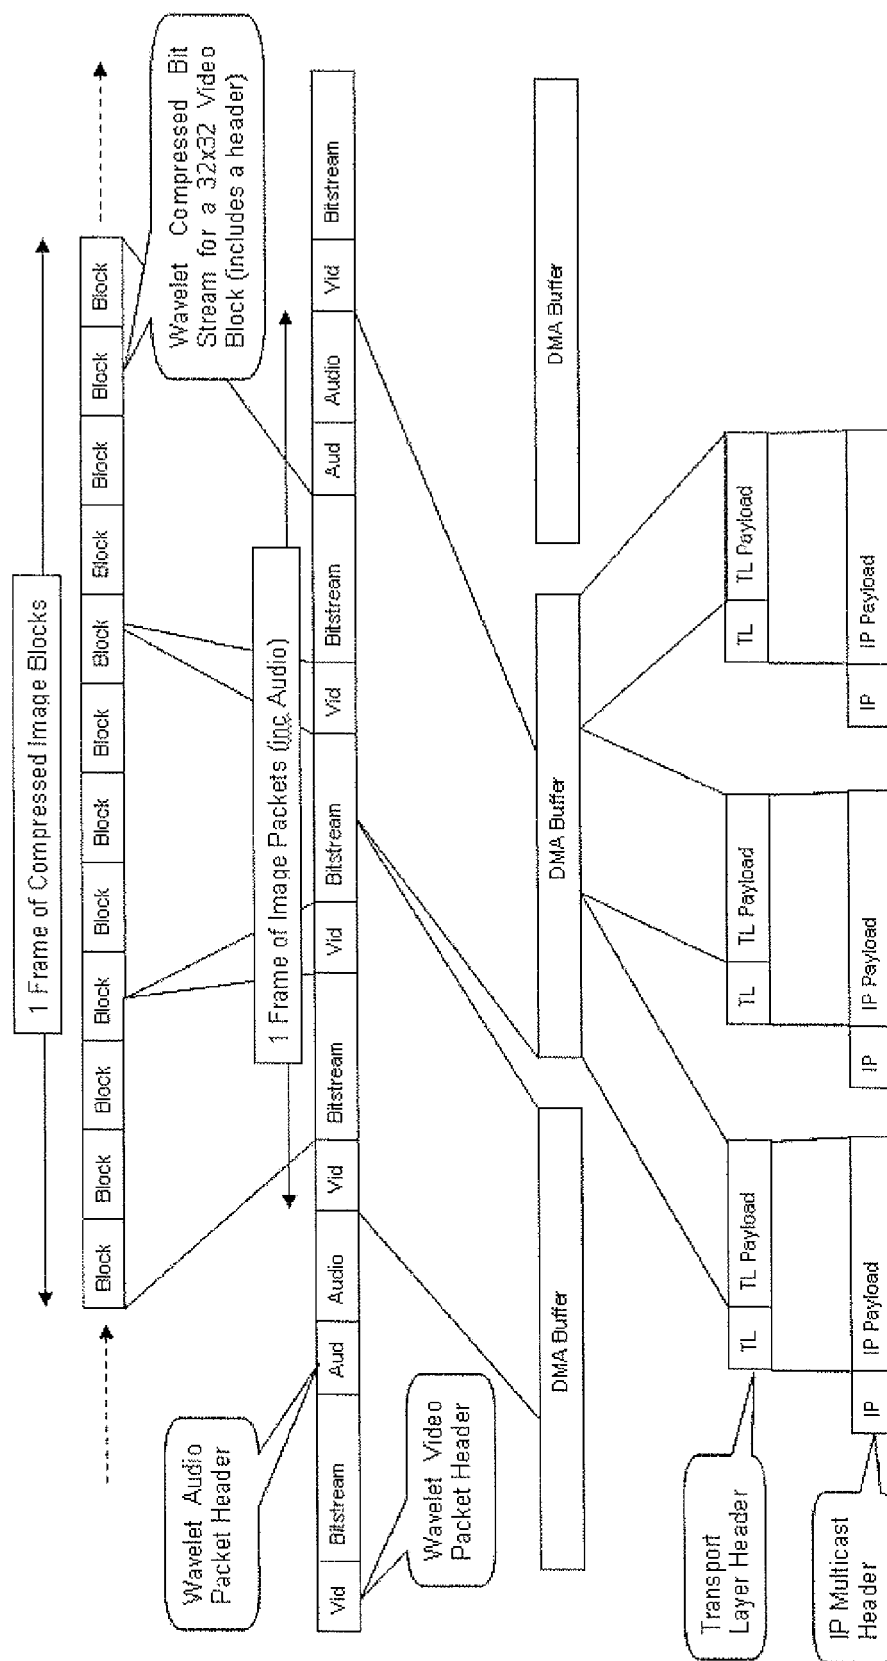 1 Frame of Compressed Image Blocks
Block Block Block Block Block Block Block Block Block Block Block Block
Wavelet Compressed Bit
Stream for a 32x32 Video
Block (includes a header)
Wavelet Audio
Packet Header
1 Frame of Image Packets (inc Audio)
Vid Bitstream Aud Audio Vid Bitstream Vid Bitstream Vid Bitstream Aud Audio Vid Bitstream
Wavelet Video
Packet Header
DMA Buffer DMA Buffer DMA Buffer
Transport
Layer Header
TL TL Payload TL TL Payload TL TL Payload
IP Multicast
Header
IP IP Payload IP IP Payload IP IP Payload